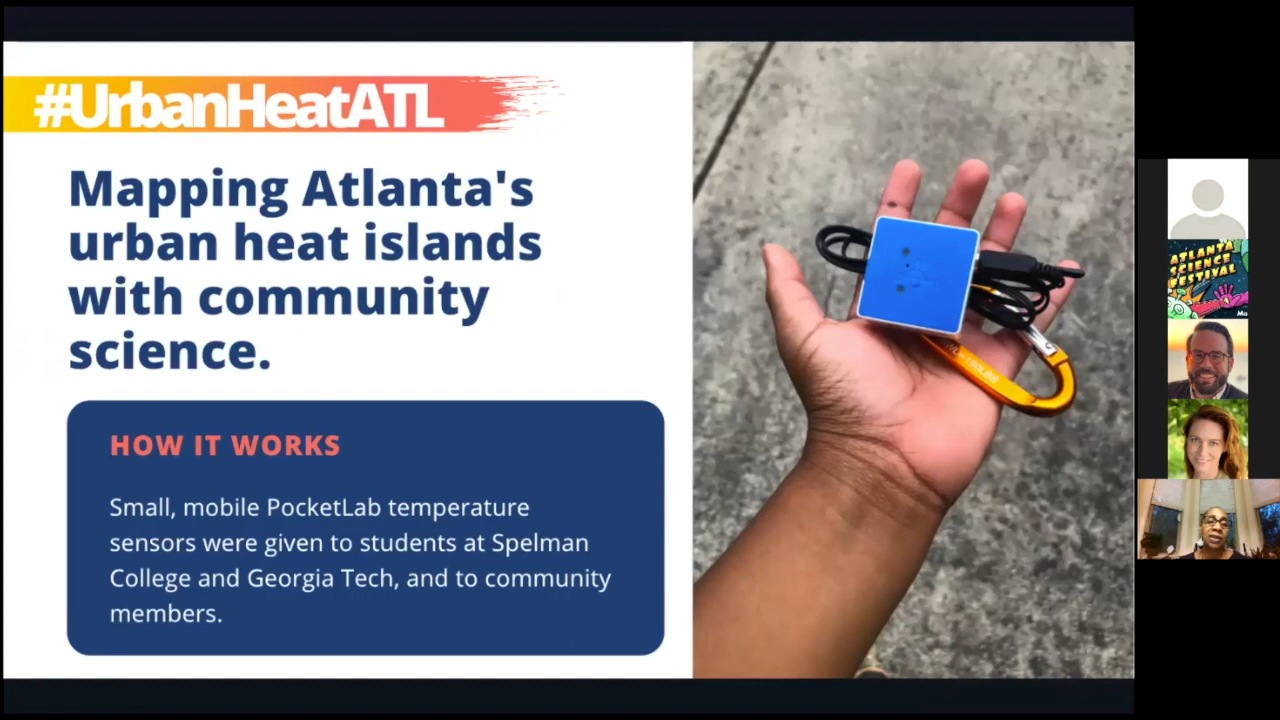 #UrbanHeatATL
Mapping Atlanta's
urban heat islands
with community
science.
HOW IT WORKS
Small, mobile PocketLab temperature
sensors were given to students at Spelman
College and Georgia Tech, and to community
members.
ATLANTA
SCIENCE
FESTIVAL